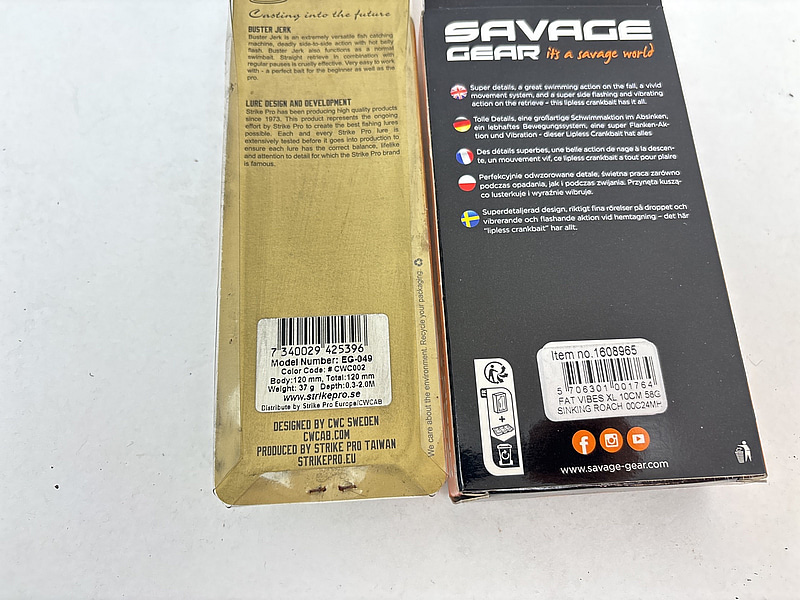 Casting into the future
BUSTER JERK
Buster Jerk is an extremely versatile fish catching
machine, deadly side-to-side action with hot belly
flash. Buster Jerk also functions as a normal
swimbait. Straight retrieve in combination with
regular pauses is cruelly effective. Very easy to work
with - a perfect bait for the beginner as well as the
pro.
LURE DESIGN AND DEVELOPMENT
Strike Pro has been producing high quality products
since 1973. This product represents the ongoing
effort by Strike Pro to create the best fishing lures
possible. Each and every Strike Pro lure is
extensively tested before it goes into production to
ensure each lure has the correct balance, lifelike
and attention to detail for which the Strike Pro brand
is famous.
We care about the environment. Recycle your packaging.
7 340029 425396
Model Number: EG-049
Color Code: # CWC002
Body:120 mm, Total:120 mm
Weight: 37 g Depth:0.3-2.0M
www.strikepro.se
Distribute by Strike Pro Europe/CWCAB
DESIGNED BY CWC SWEDEN
CWCAB.COM
PRODUCED BY STRIKE PRO TAIWAN
STRIKEPRO.EU
SAVAGE
GEAR it's a savage world
Super details, a great swimming action on the fall, a vivid
movement system, and a super side flashing and vibrating
action on the retrieve - this lipless crankbait has it all.
Tolle Details, eine großartige Schwimmaktion im Absinken,
ein lebhaftes Bewegungssystem, eine super Flanken-Ak-
tion und Vibration - dieser Lipless Crankbait hat alles
Des détails superbes, une belle action de nage à la descen-
te, un mouvement vif, ce lipless crankbait a tout pour plaire
Perfekcyjnie odwzorowane detale, świetna praca zarówno
podczas opadania, jak i podczas zwijania. Przynęta kuszą-
co lusterkuje i wyraźnie wibruje.
Superdetaljerad design, riktigt fina rörelser på droppet och
vibrerande och flashande aktion vid hemtagning – det här
"lipless crankbait" har allt.
Item no.1608965
5 706301 001764
FAT VIBES XL 10CM 58G
SINKING ROACH 00C24MF
www.savage-gear.com